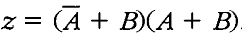 z = (A̅ + B)(A + B).